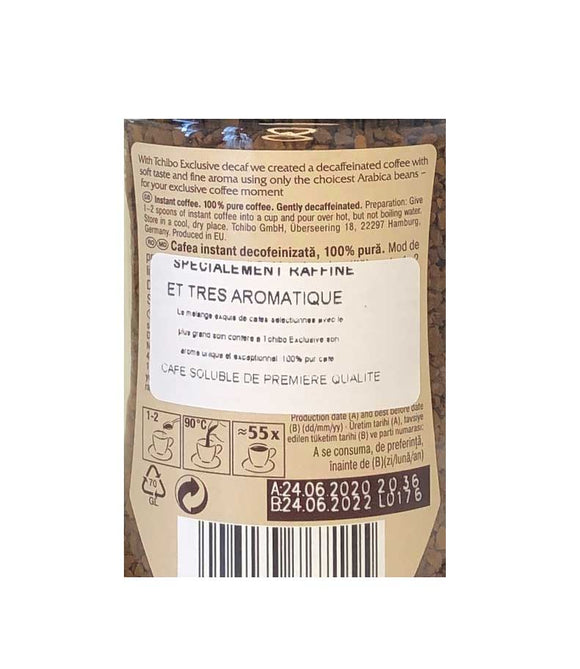 With Tchibo Exclusive decaf we created a decaffeinated coffee with
soft taste and fine aroma using only the choicest Arabica beans –
for your exclusive coffee moment
GB Instant coffee. 100% pure coffee. Gently decaffeinated. Preparation: Give
1-2 spoons of instant coffee into a cup and pour over hot, but not boiling water.
Store in a cool, dry place. Tchibo GmbH, Überseering 18, 22297 Hamburg,
Germany. Produced in EU.
RO MD Cafea instant decofeinizată, 100% pură. Mod de
SPECIALEMENT RAFFINE
ET TRES AROMATIQUE
Le melange exquis de cafes selectionnes avec le
plus grand soin confere a Tchibo Exclusive son
arome unique et exceptionnel. 100% pur cafe
CAFE SOLUBLE DE PREMIERE QUALITE
Production date (A) and best before date
(B) (dd/mm/yy) · Üretim tarihi (A), tavsiye
edilen tüketim tarihi (B) ve parti numarası:
A se consuma, de preferință,
înainte de (B)(zi/lună/an)
1-2 90°C ≈55x
70
GL
A:24.06.2020 20:36
B:24.06.2022 L0176